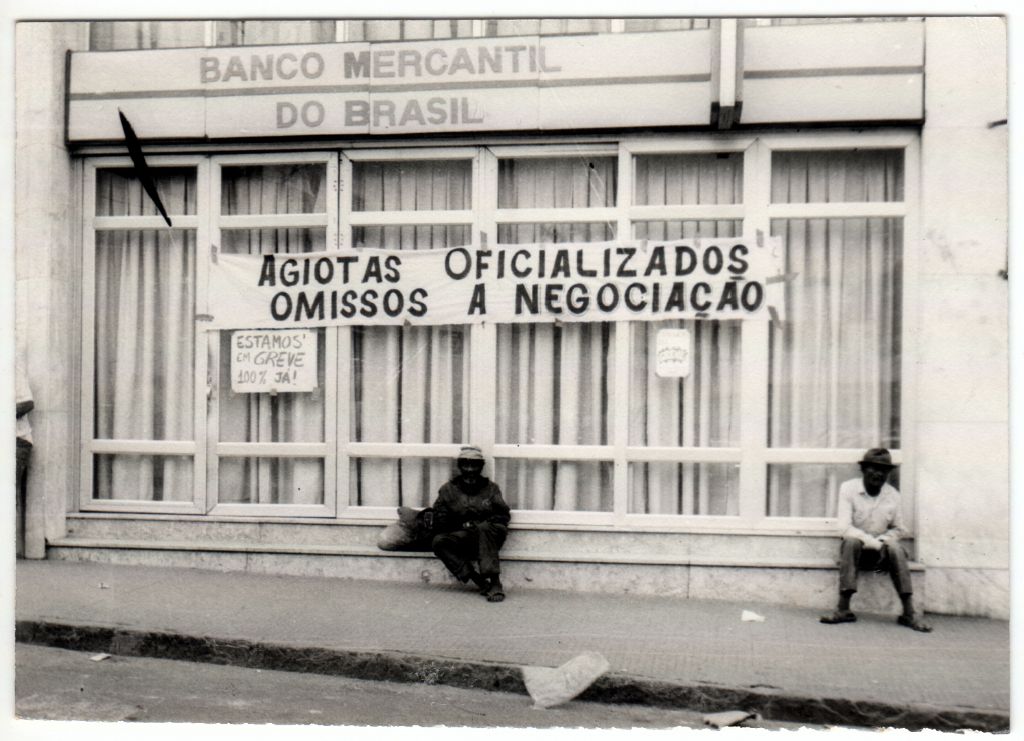 BANCO MERCANTIL
DO BRASIL
AGIOTAS OFICIALIZADOS
OMISSOS A NEGOCIAÇÃO
ESTAMOS
EM GREVE
100% JÁ!